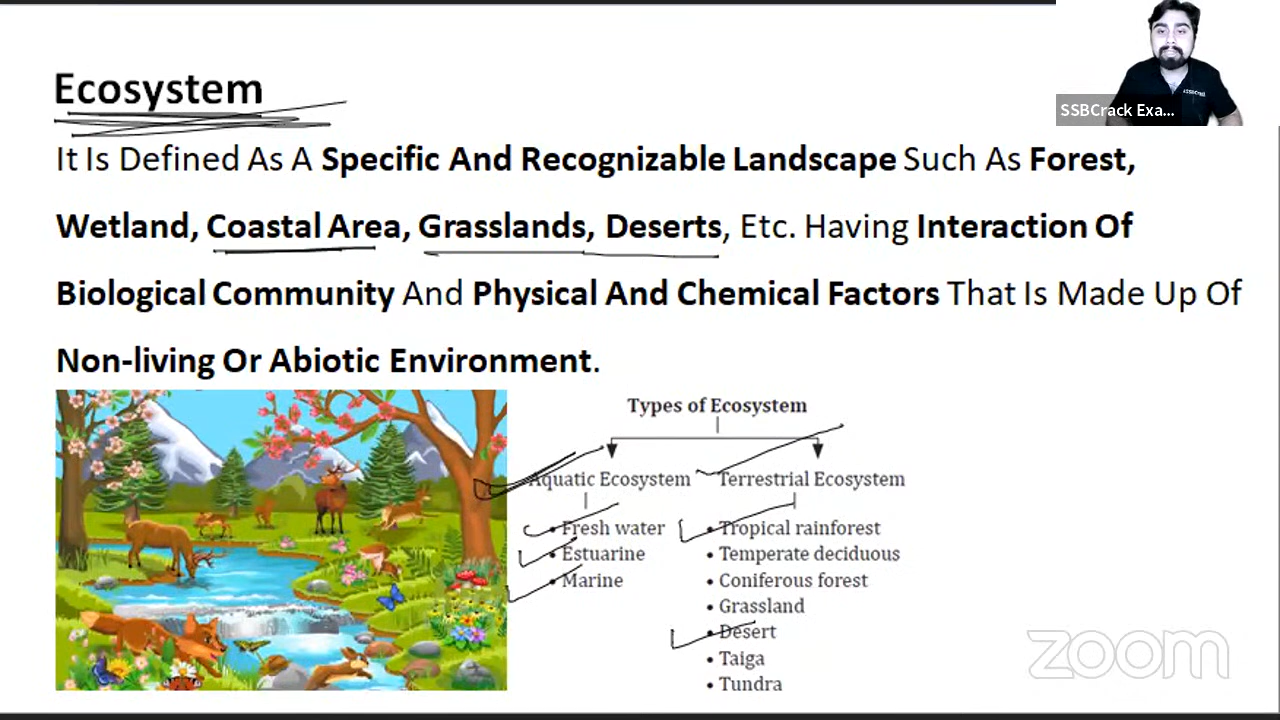 Ecosystem
SSBCrack Exa...
It Is Defined As A Specific And Recognizable Landscape Such As Forest,
Wetland, Coastal Area, Grasslands, Deserts, Etc. Having Interaction Of
Biological Community And Physical And Chemical Factors That Is Made Up Of
Non-living Or Abiotic Environment.
Types of Ecosystem
Aquatic Ecosystem
• Fresh water
• Estuarine
• Marine
Terrestrial Ecosystem
• Tropical rainforest
• Temperate deciduous
• Coniferous forest
• Grassland
• Desert
• Taiga
• Tundra
zoom